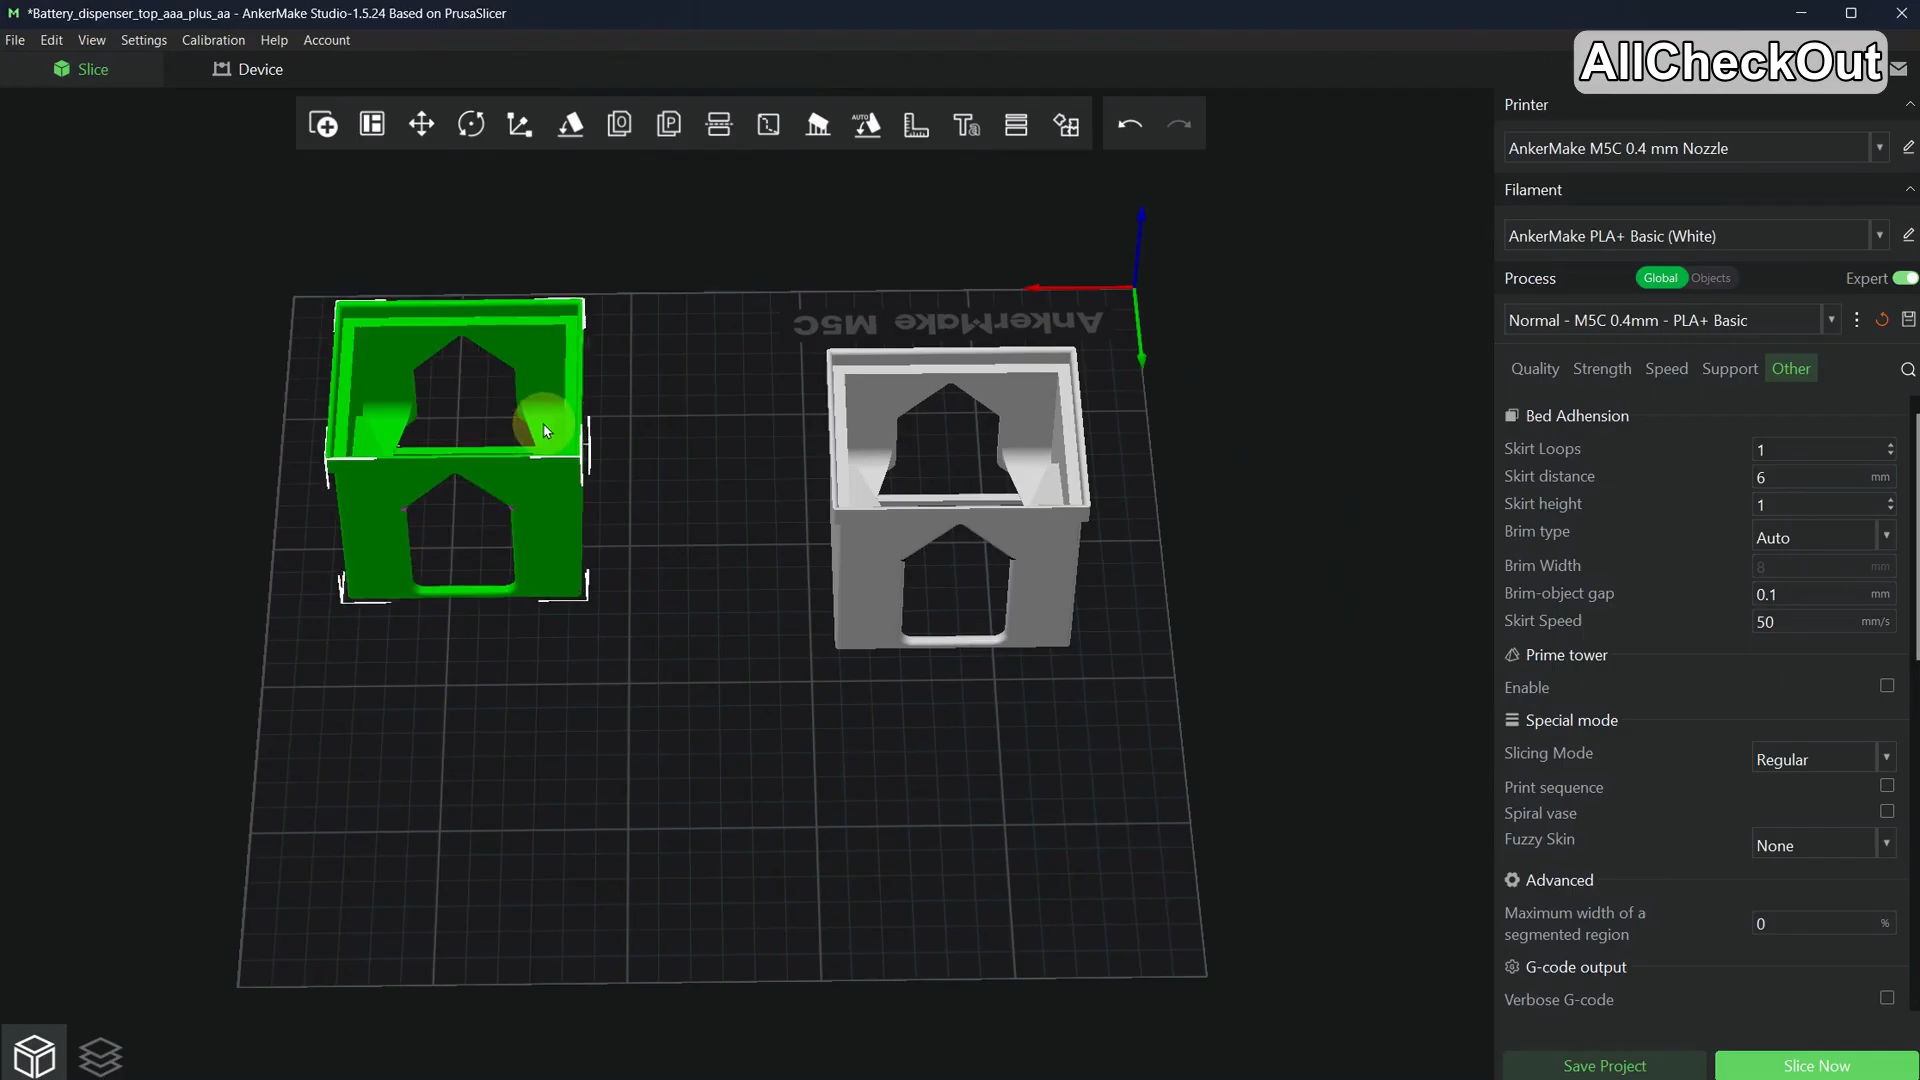 *Battery_dispenser_top_aaa_plus_aa - AnkerMake Studio-1.5.24 Based on PrusaSlicer
File Edit View Settings Calibration Help Account
Slice Device
AllCheckOut
AUTO
Printer
AnkerMake M5C 0.4 mm Nozzle
Filament
AnkerMake PLA+ Basic (White)
Process Global Objects Expert
Normal - M5C 0.4mm - PLA+ Basic
Quality Strength Speed Support Other
Bed Adhension
Skirt Loops 1
Skirt distance 6 mm
Skirt height 1
Brim type Auto
Brim Width 8 mm
Brim-object gap 0.1 mm
Skirt Speed 50 mm/s
Prime tower
Enable
Special mode
Slicing Mode Regular
Print sequence
Spiral vase
Fuzzy Skin None
Advanced
Maximum width of a
segmented region 0 %
G-code output
Verbose G-code
Save Project Slice Now
AnkerMake M5C